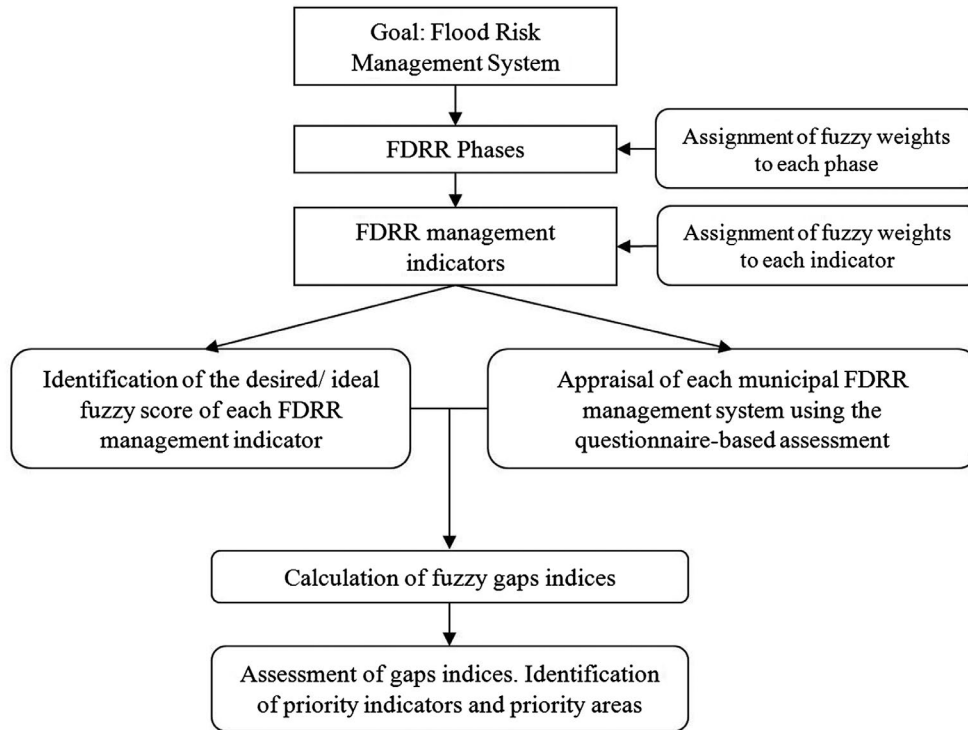 Goal: Flood Risk
Management System
FDRR Phases
Assignment of fuzzy weights
to each phase
FDRR management
indicators
Assignment of fuzzy weights
to each indicator
Identification of the desired/ ideal
fuzzy score of each FDRR
management indicator
Appraisal of each municipal FDRR
management system using the
questionnaire-based assessment
Calculation of fuzzy gaps indices
Assessment of gaps indices. Identification
of priority indicators and priority areas